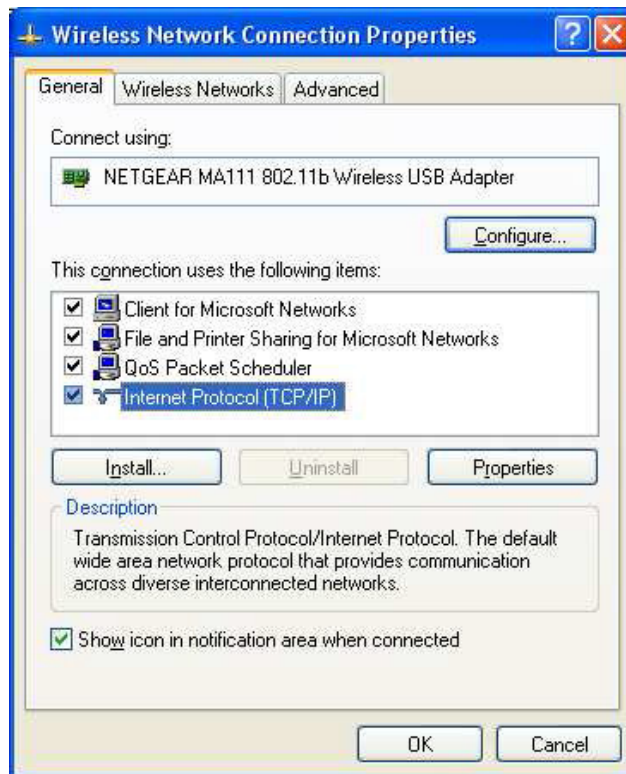 Wireless Network Connection Properties
General Wireless Networks Advanced
Connect using:
NETGEAR MA111 802.11b Wireless USB Adapter
Configure...
This connection uses the following items:
Client for Microsoft Networks
File and Printer Sharing for Microsoft Networks
QoS Packet Scheduler
Internet Protocol (TCP/IP)
Install... Uninstall Properties
Description
Transmission Control Protocol/Internet Protocol. The default
wide area network protocol that provides communication
across diverse interconnected networks.
Show icon in notification area when connected
OK Cancel